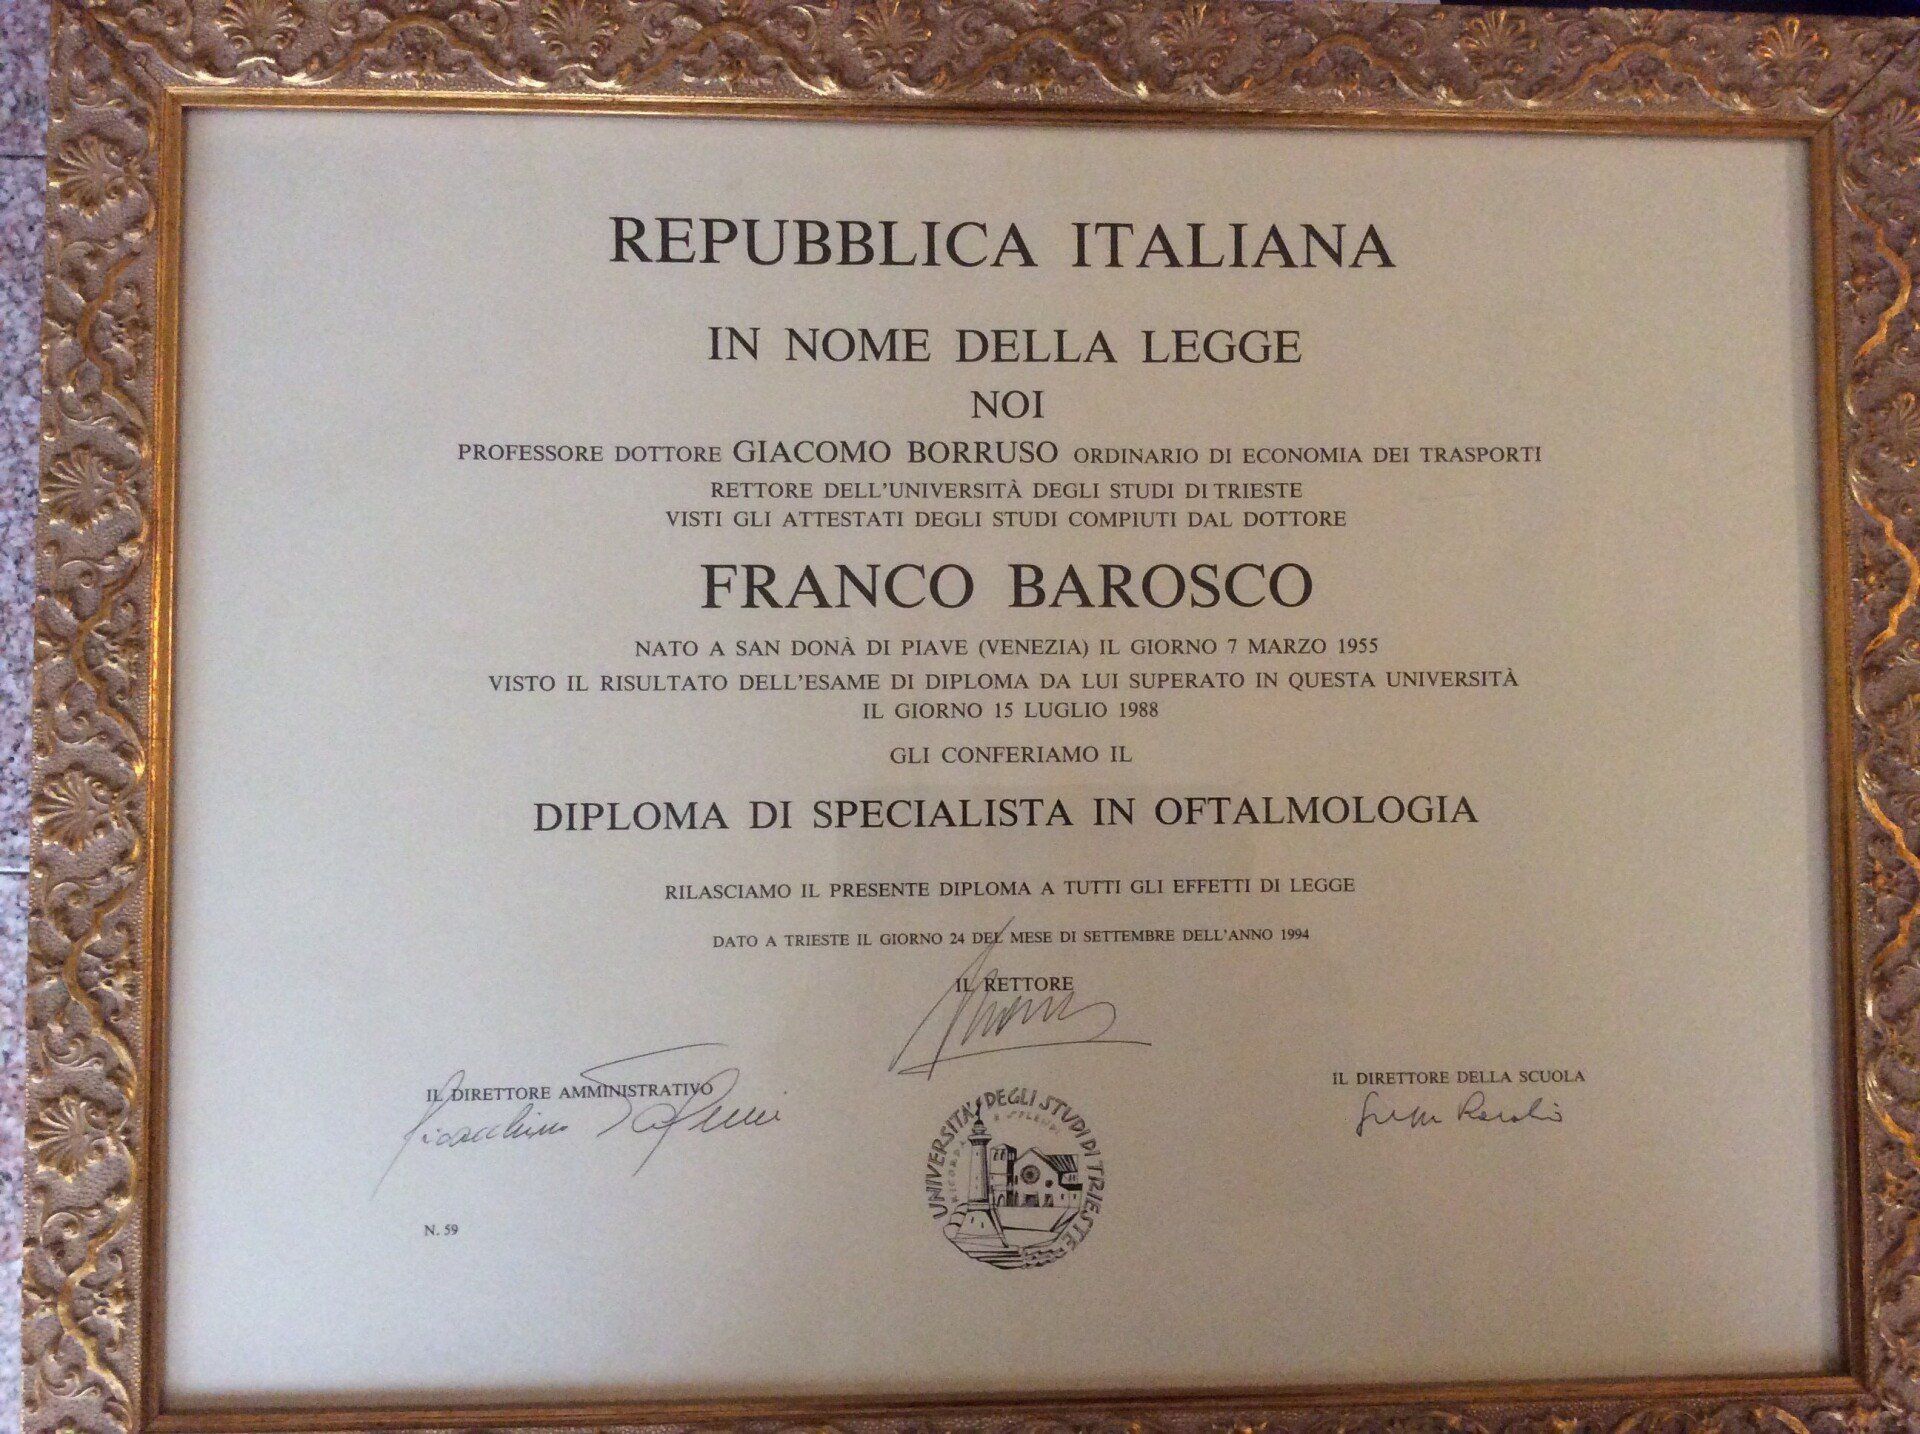 REPUBBLICA ITALIANA
IN NOME DELLA LEGGE
NOI
PROFESSORE DOTTORE GIACOMO BORRUSO ORDINARIO DI ECONOMIA DEI TRASPORTI
RETTORE DELL'UNIVERSITÀ DEGLI STUDI DI TRIESTE
VISTI GLI ATTESTATI DEGLI STUDI COMPIUTI DAL DOTTORE
FRANCO BAROSCO
NATO A SAN DONÀ DI PIAVE (VENEZIA) IL GIORNO 7 MARZO 1955
VISTO IL RISULTATO DELL'ESAME DI DIPLOMA DA LUI SUPERATO IN QUESTA UNIVERSITÀ
IL GIORNO 15 LUGLIO 1988
GLI CONFERIAMO IL
DIPLOMA DI SPECIALISTA IN OFTALMOLOGIA
RILASCIAMO IL PRESENTE DIPLOMA A TUTTI GLI EFFETTI DI LEGGE
DATO A TRIESTE IL GIORNO 24 DEL MESE DI SETTEMBRE DELL'ANNO 1994
IL RETTORE
IL DIRETTORE AMMINISTRATIVO
Gioacchino
IL DIRETTORE DELLA SCUOLA
UNIVERSITÀ DEGLI STUDI DI TRIESTE
N. 59